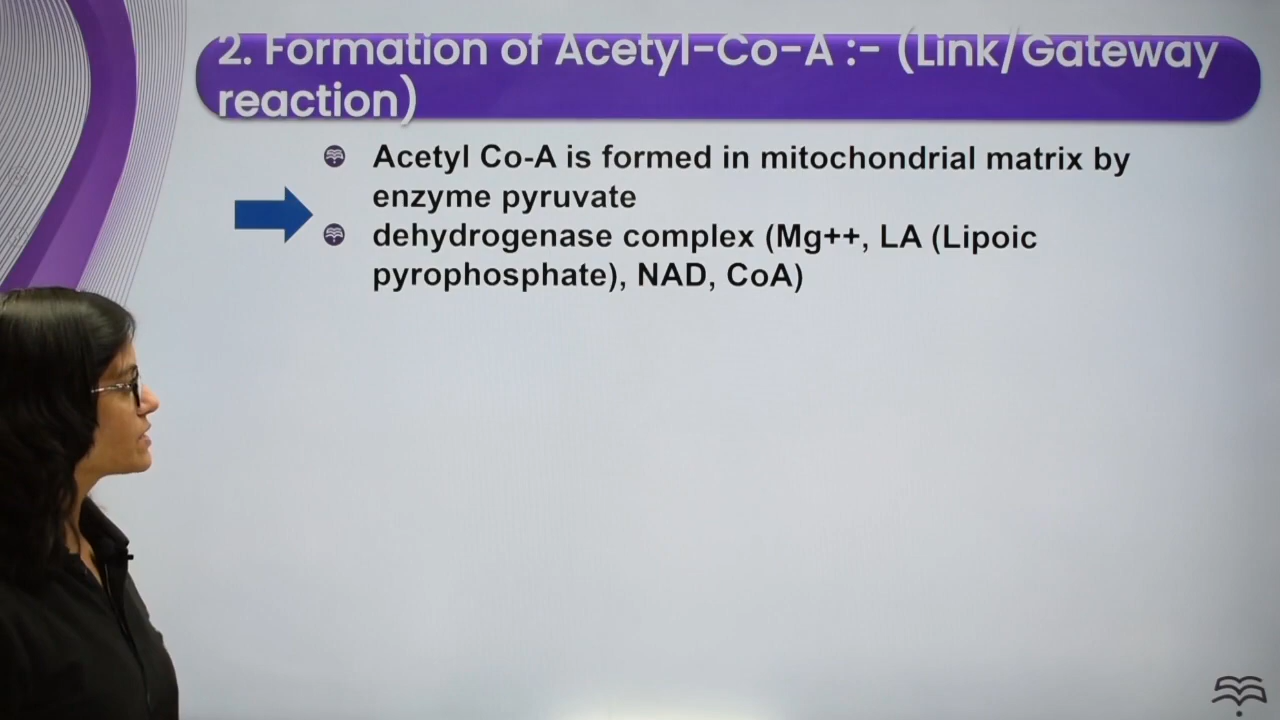 2. Formation of Acetyl-Co-A :- (Link/Gateway
reaction)
Acetyl Co-A is formed in mitochondrial matrix by
enzyme pyruvate
dehydrogenase complex (Mg++, LA (Lipoic
pyrophosphate), NAD, CoA)